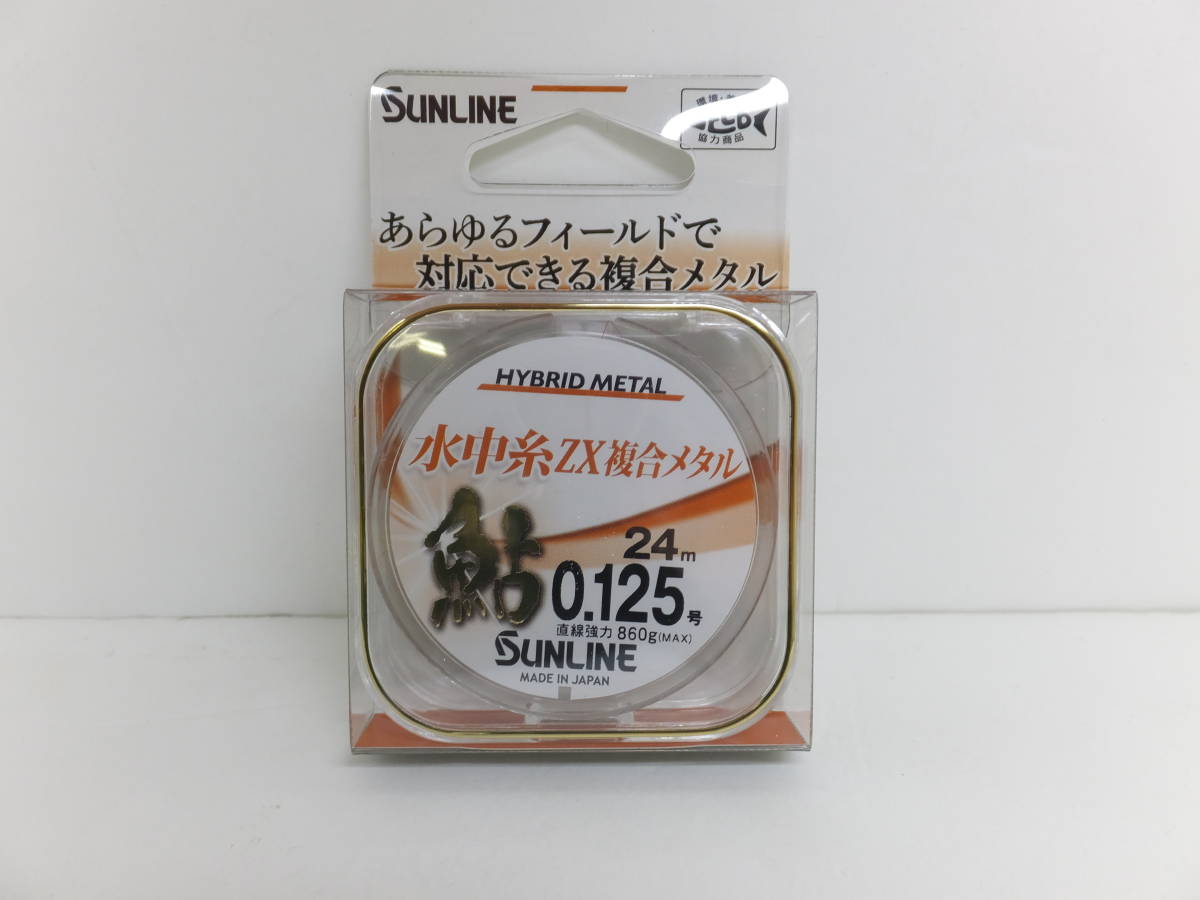 SUNLINE
環境・
協力商品
あらゆるフィールドで
対応できる複合メタル
HYBRID METAL
水中糸ZX複合メタル
鮎
24m
0.125号
直線強力 860g(MAX)
SUNLINE
MADE IN JAPAN